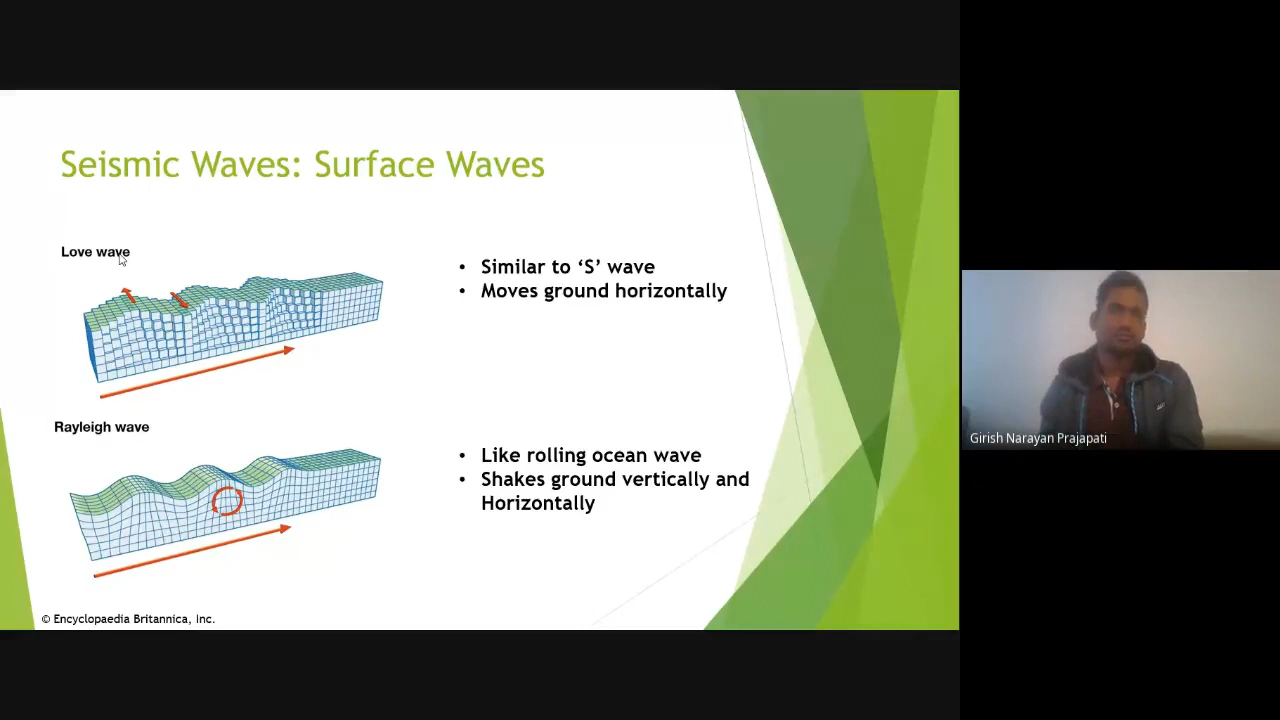 Seismic Waves: Surface Waves
Love wave
• Similar to ‘S’ wave
• Moves ground horizontally
Rayleigh wave
• Like rolling ocean wave
• Shakes ground vertically and
Horizontally
© Encyclopaedia Britannica, Inc.
Girish Narayan Prajapati